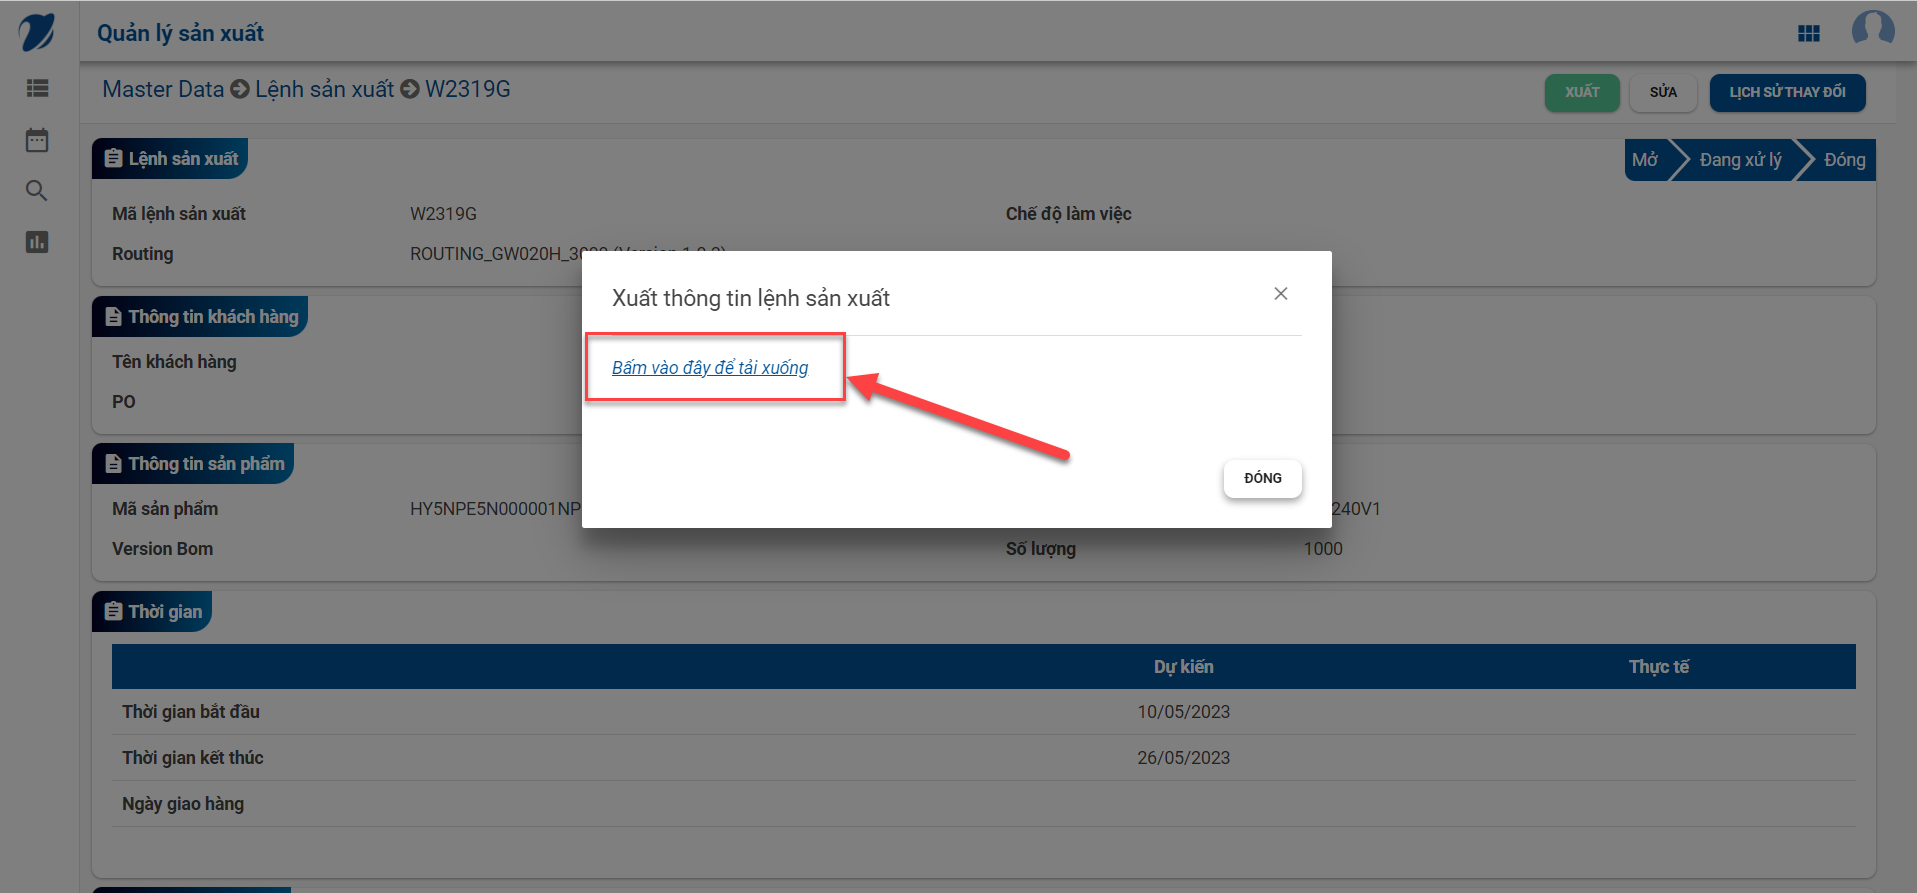 Quản lý sản xuất
Master Data Lệnh sản xuất W2319G
XUẤT SỬA LỊCH SỬ THAY ĐỔI
Lệnh sản xuất
Mở Đang xử lý Đóng
Mã lệnh sản xuất W2319G Chế độ làm việc
Routing
Xuất thông tin lệnh sản xuất
Thông tin khách hàng
Tên khách hàng
Bấm vào đây để tải xuống
PO
Thông tin sản phẩm
ĐÓNG
Mã sản phẩm HY5NPE5N000001NP 240V1
Version Bom Số lượng 1000
Thời gian
Dự kiến Thực tế
Thời gian bắt đầu 10/05/2023
Thời gian kết thúc 26/05/2023
Ngày giao hàng